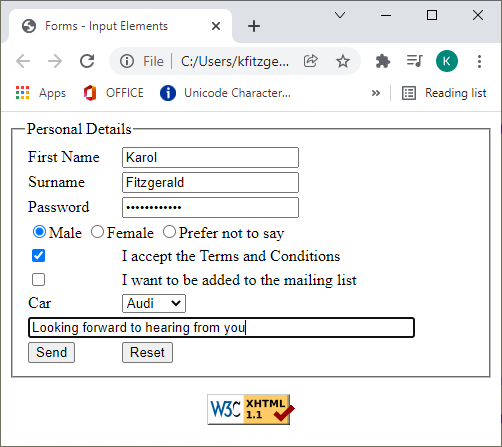 Forms - Input Elements
File C:/Users/kfitzge... K
Apps OFFICE Unicode Character... » Reading list
Personal Details
First Name Karol
Surname Fitzgerald
Password ••••••••••••
Male Female Prefer not to say
I accept the Terms and Conditions
I want to be added to the mailing list
Car Audi
Looking forward to hearing from you
Send Reset
W3C XHTML 1.1